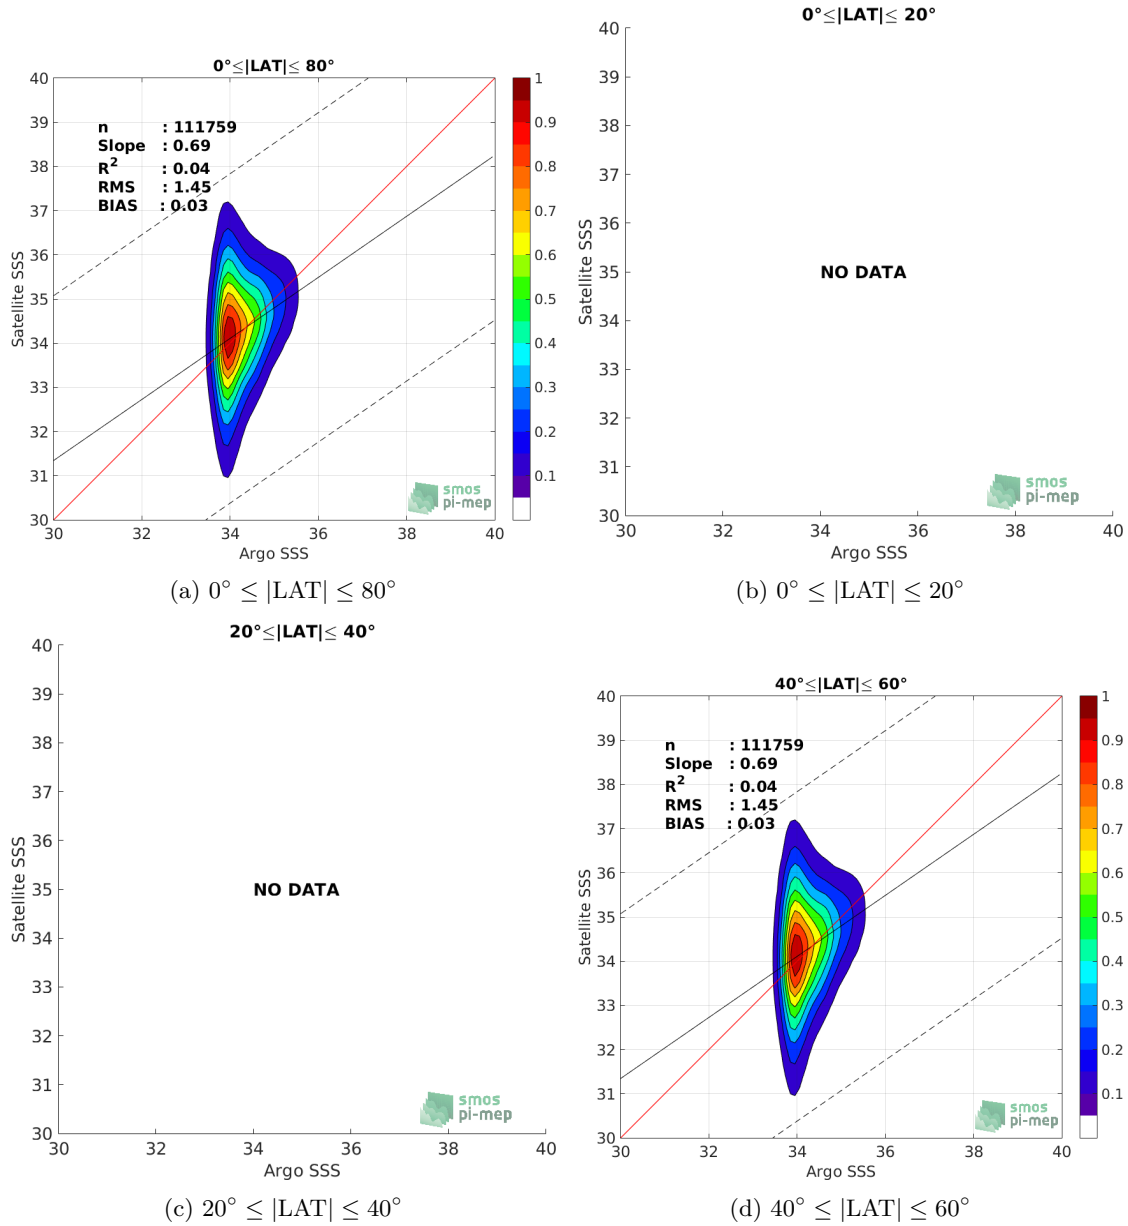 0°≤|LAT|≤ 80°
40
39
38
37
36
35
34
33
32
31
30
Satellite SSS
n : 111759
Slope : 0.69
R2 : 0.04
RMS : 1.45
BIAS : 0.03
smos
pi-mep
30 32 34 36 38 40
Argo SSS
1
0.9
0.8
0.7
0.6
0.5
0.4
0.3
0.2
0.1
(a) 0° ≤ |LAT| ≤ 80°
0°≤|LAT|≤ 20°
40
39
38
37
36
35
34
33
32
31
30
Satellite SSS
NO DATA
smos
pi-mep
30 32 34 36 38 40
Argo SSS
(b) 0° ≤ |LAT| ≤ 20°
20°≤|LAT|≤ 40°
40
39
38
37
36
35
34
33
32
31
30
Satellite SSS
NO DATA
smos
pi-mep
30 32 34 36 38 40
Argo SSS
(c) 20° ≤ |LAT| ≤ 40°
40°≤|LAT|≤ 60°
40
39
38
37
36
35
34
33
32
31
30
Satellite SSS
n : 111759
Slope : 0.69
R2 : 0.04
RMS : 1.45
BIAS : 0.03
smos
pi-mep
30 32 34 36 38 40
Argo SSS
1
0.9
0.8
0.7
0.6
0.5
0.4
0.3
0.2
0.1
(d) 40° ≤ |LAT| ≤ 60°